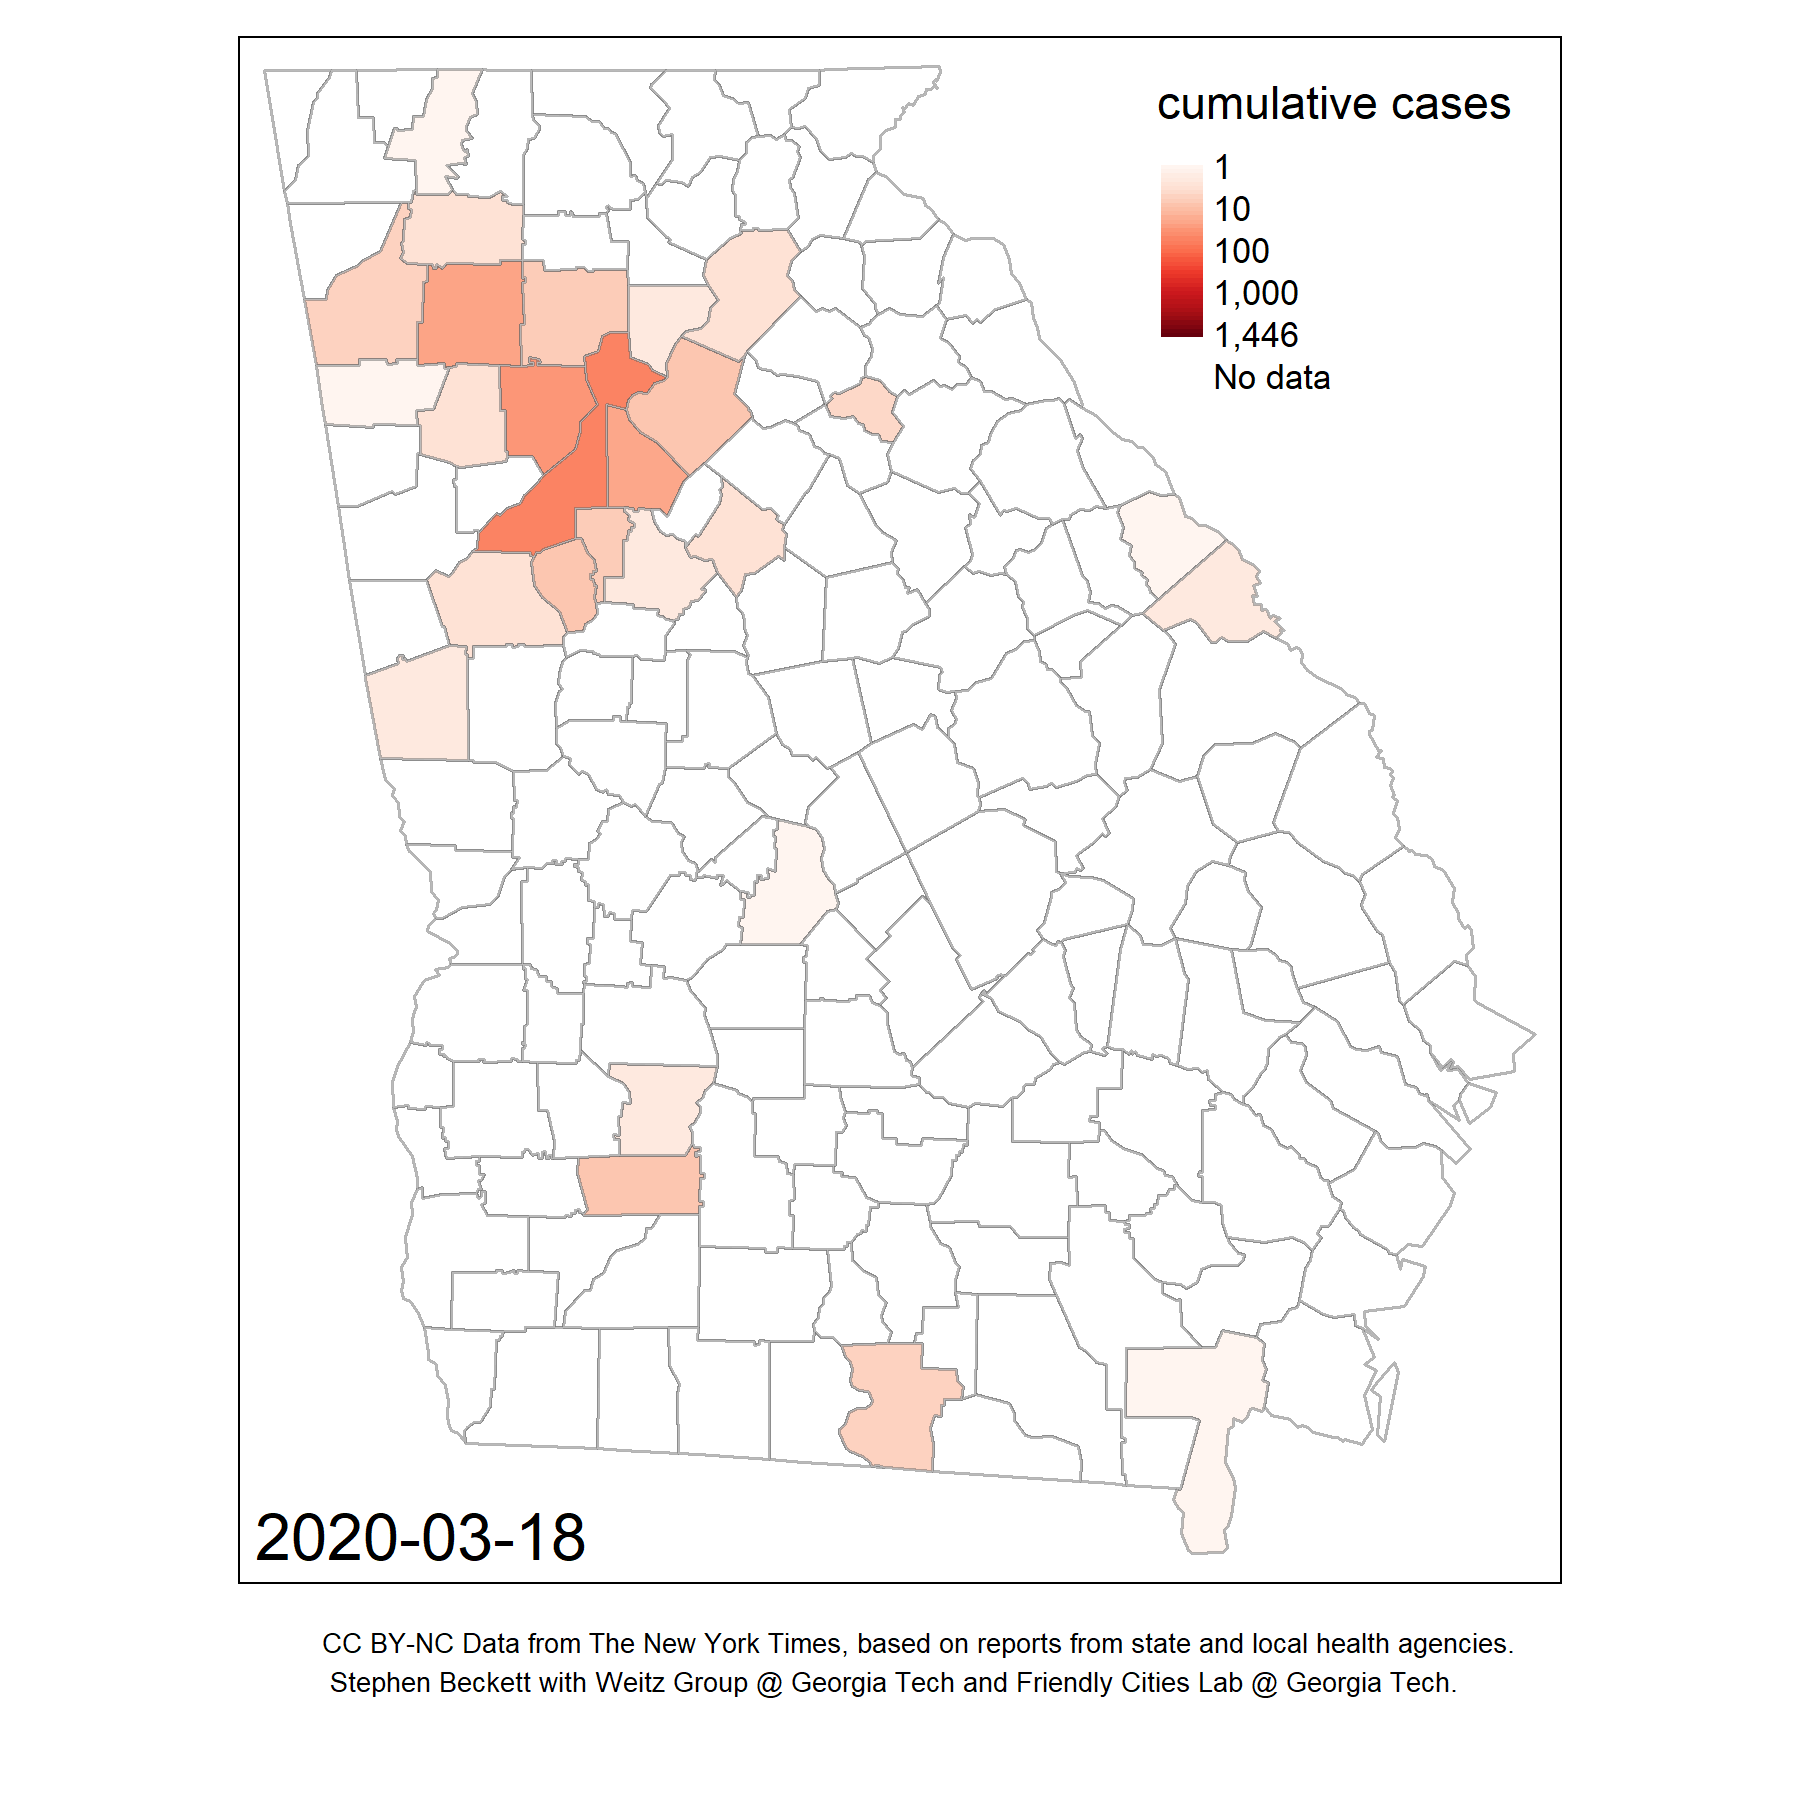 cumulative cases
1
10
100
1,000
1,446
No data
2020-03-18
CC BY-NC Data from The New York Times, based on reports from state and local health agencies.
Stephen Beckett with Weitz Group @ Georgia Tech and Friendly Cities Lab @ Georgia Tech.